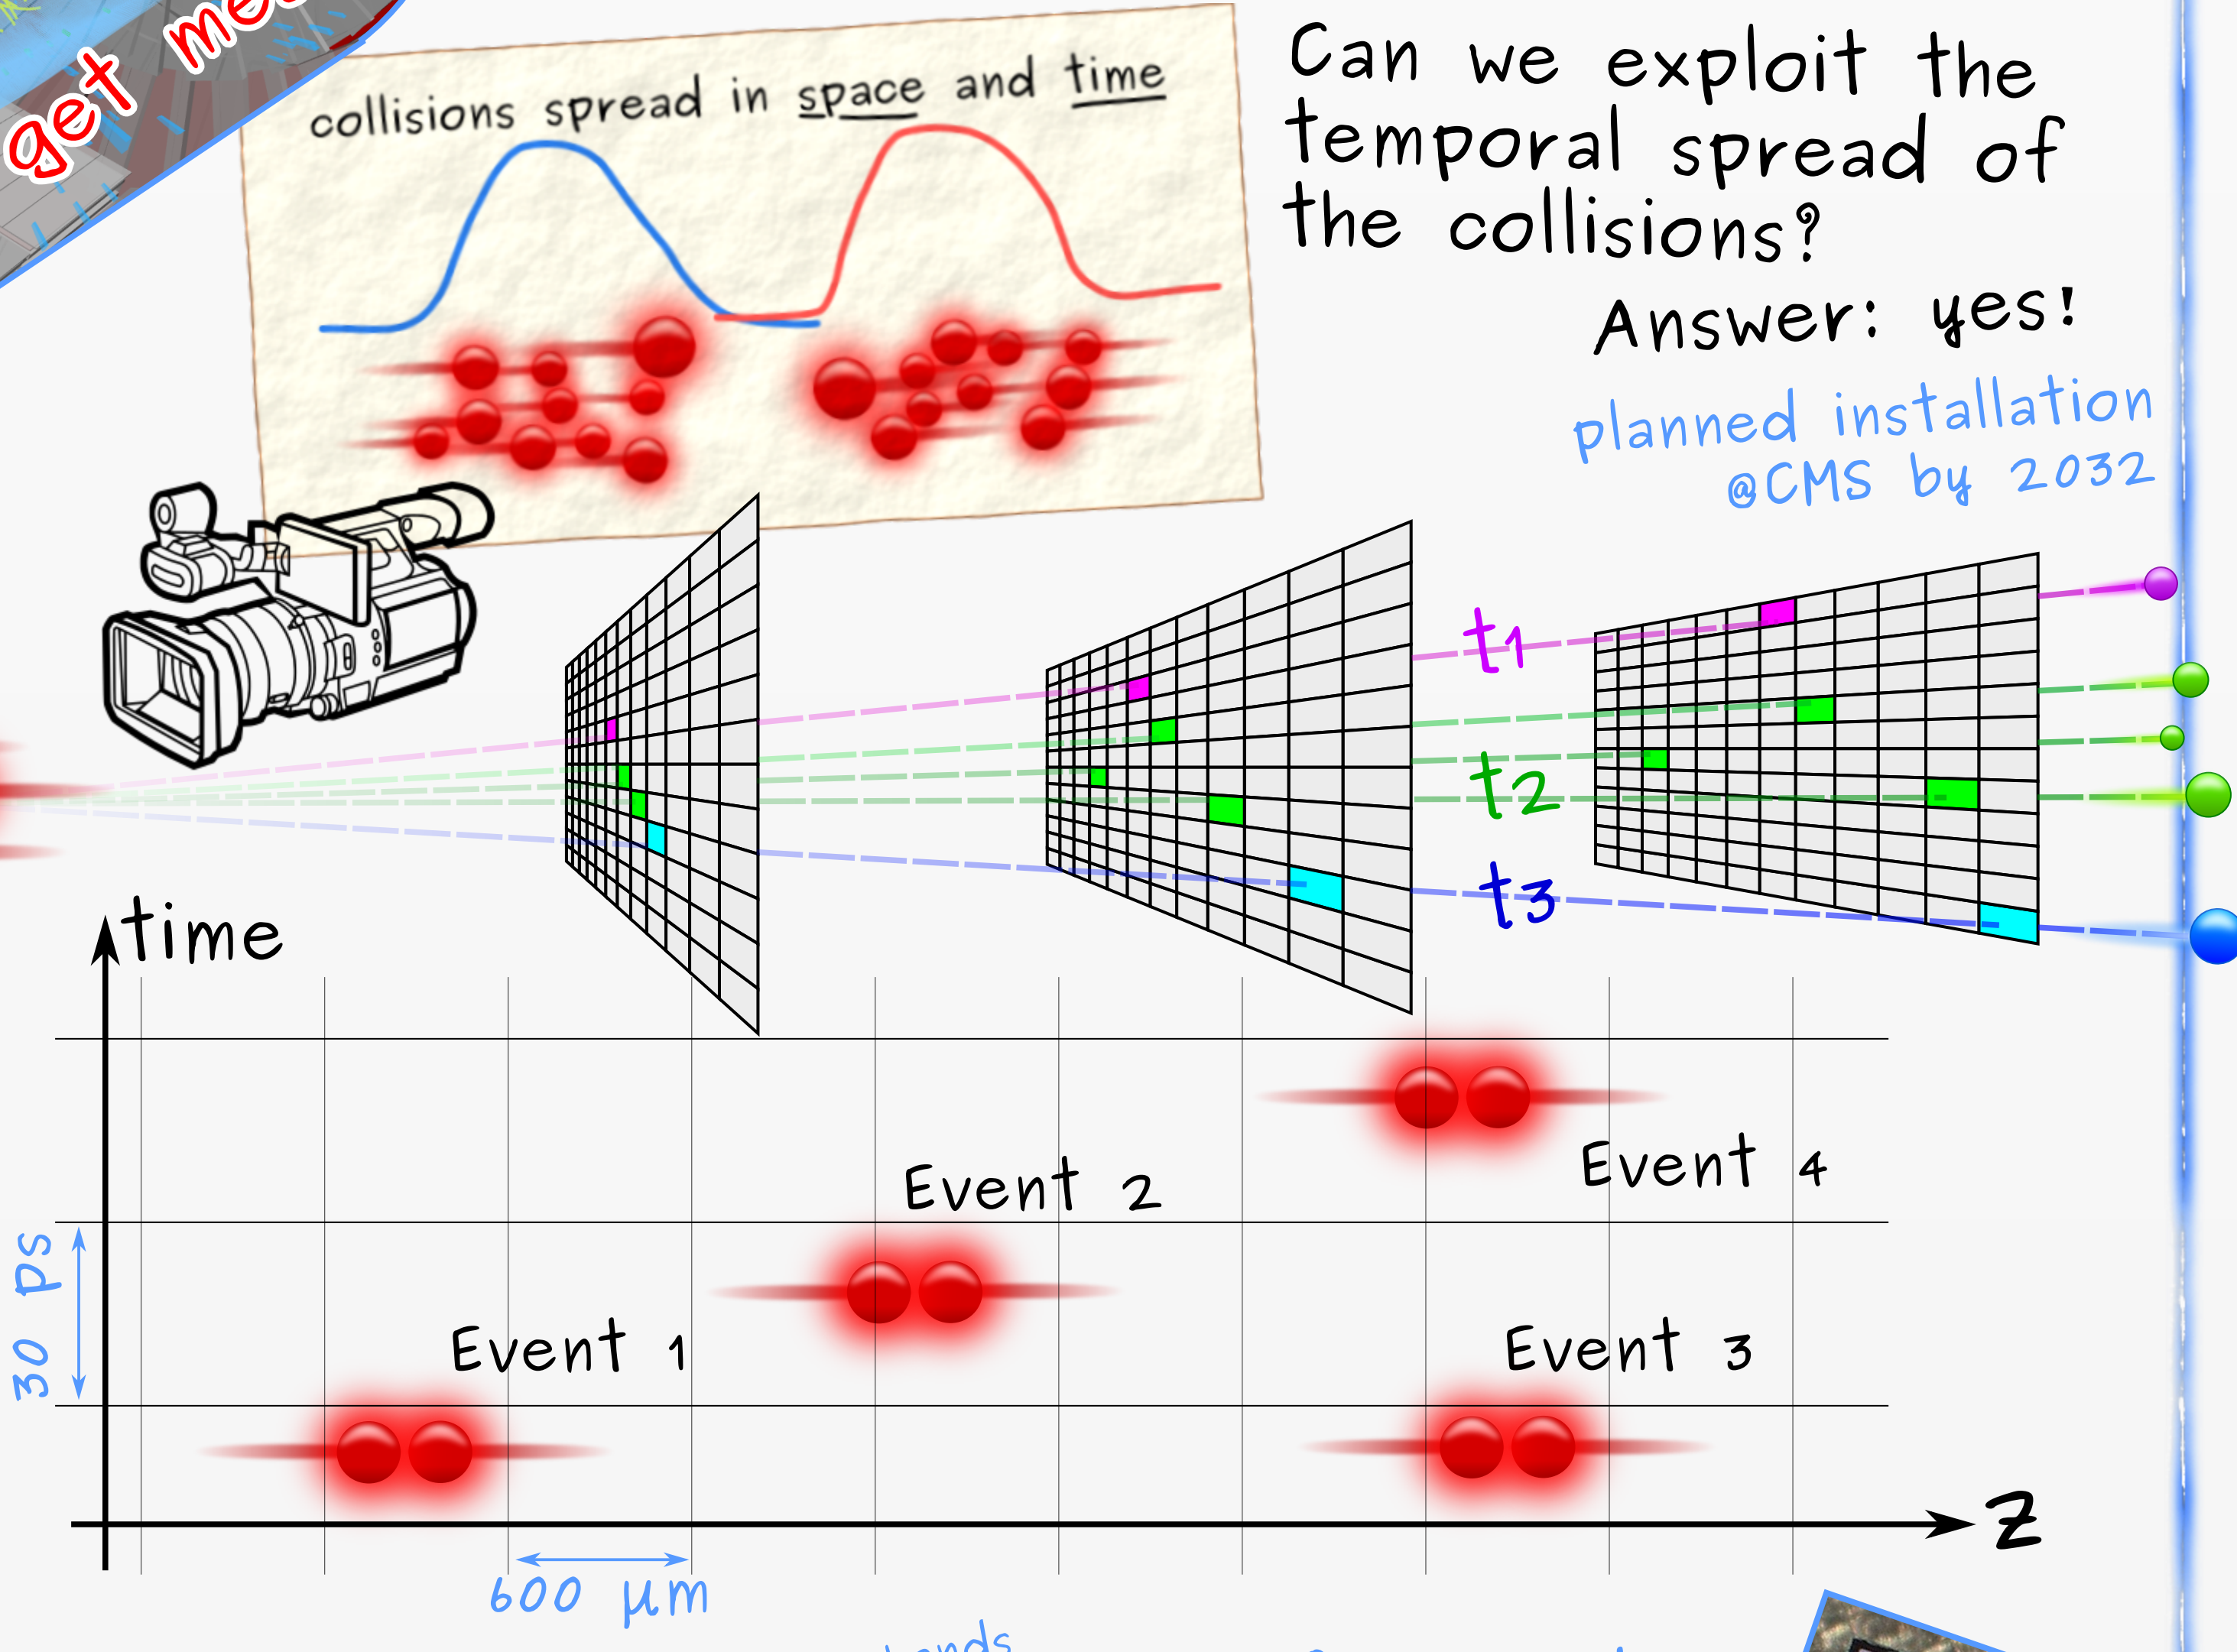 get me
collisions spread in space and time
Can we exploit the
temporal spread of
the collisions?
Answer: yes!
planned installation
@CMS by 2032
t1
t2
t3
time
Event 4
Event 2
30 ps
Event 1
Event 3
z
600 μm